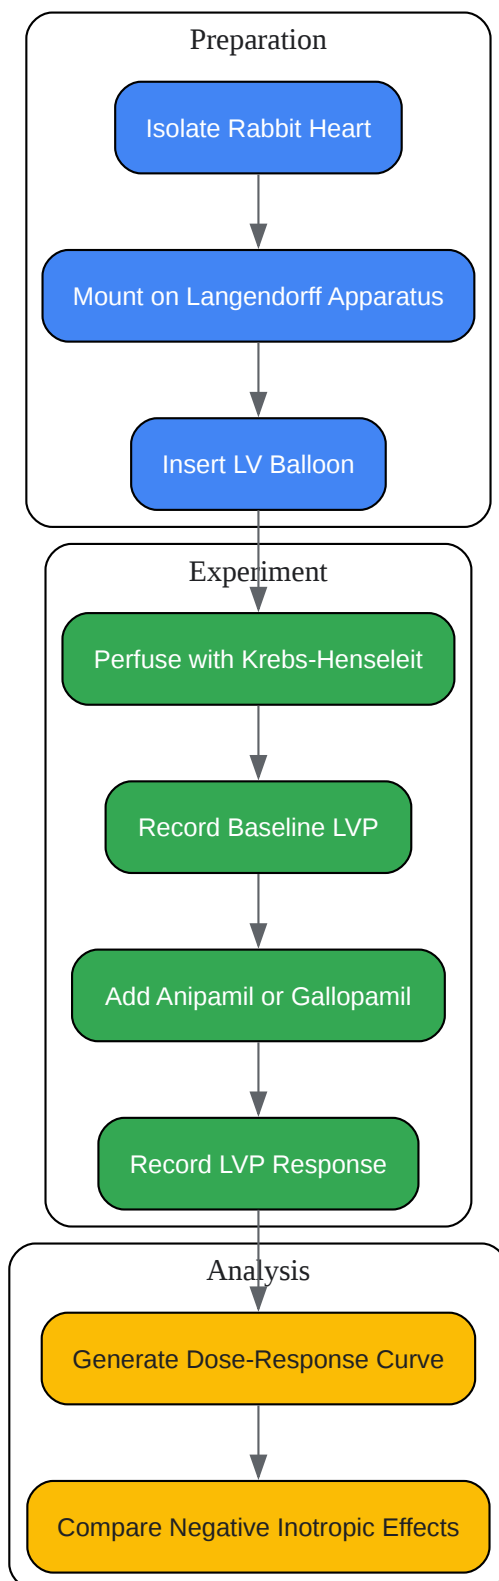 Preparation
Isolate Rabbit Heart
Mount on Langendorff Apparatus
Insert LV Balloon
Experiment
Perfuse with Krebs-Henseleit
Record Baseline LVP
Add Anipamil or Gallopamil
Record LVP Response
Analysis
Generate Dose-Response Curve
Compare Negative Inotropic Effects